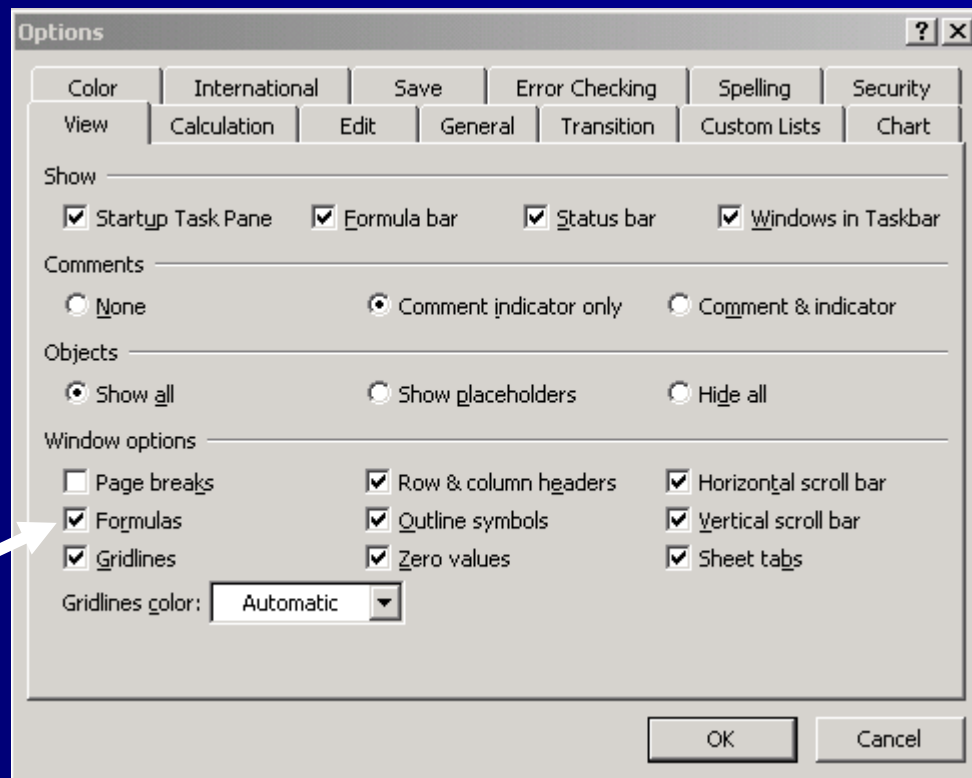 Options
Color International Save Error Checking Spelling Security
View Calculation Edit General Transition Custom Lists Chart
Show
Startup Task Pane Formula bar Status bar Windows in Taskbar
Comments
None Comment indicator only Comment & indicator
Objects
Show all Show placeholders Hide all
Window options
Page breaks Row & column headers Horizontal scroll bar
Formulas Outline symbols Vertical scroll bar
Gridlines Zero values Sheet tabs
Gridlines color: Automatic
OK Cancel